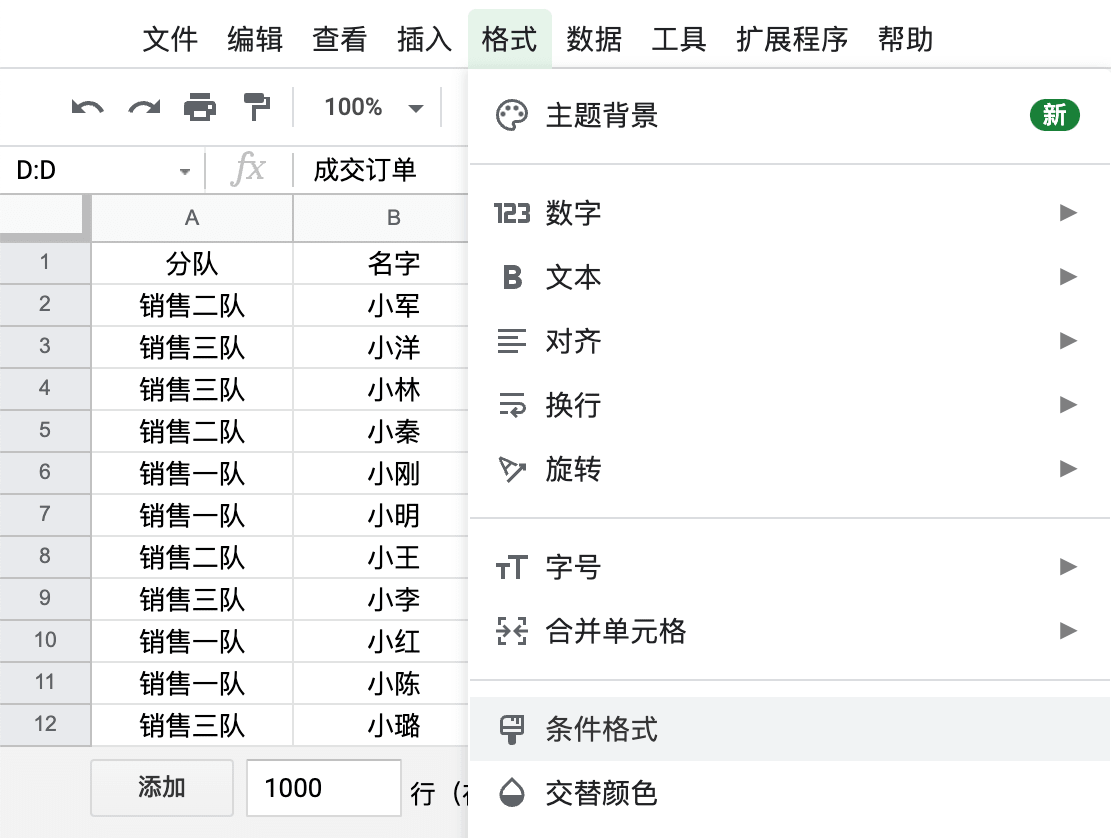 文件 编辑 查看 插入 格式 数据 工具 扩展程序 帮助
100%
主题背景 新
D:D fx 成交订单
123 数字
B 文本
对齐
换行
旋转
字号
合并单元格
条件格式
交替颜色
A B
1 分队 名字
2 销售二队 小军
3 销售三队 小洋
4 销售三队 小林
5 销售二队 小秦
6 销售一队 小刚
7 销售一队 小明
8 销售二队 小王
9 销售三队 小李
10 销售一队 小红
11 销售一队 小陈
12 销售三队 小璐
添加 1000 行（